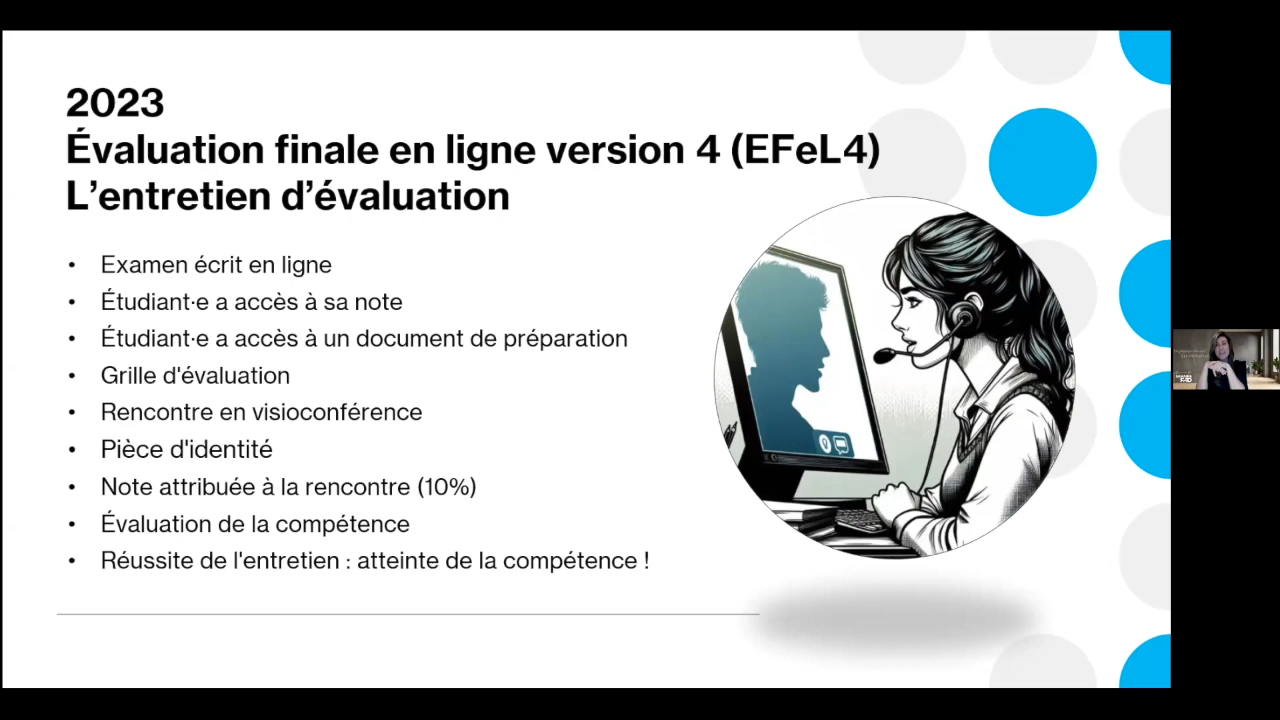 2023
Évaluation finale en ligne version 4 (EFeL4)
L’entretien d’évaluation
• Examen écrit en ligne
• Étudiant·e a accès à sa note
• Étudiant·e a accès à un document de préparation
• Grille d'évaluation
• Rencontre en visioconférence
• Pièce d'identité
• Note attribuée à la rencontre (10%)
• Évaluation de la compétence
• Réussite de l'entretien : atteinte de la compétence !